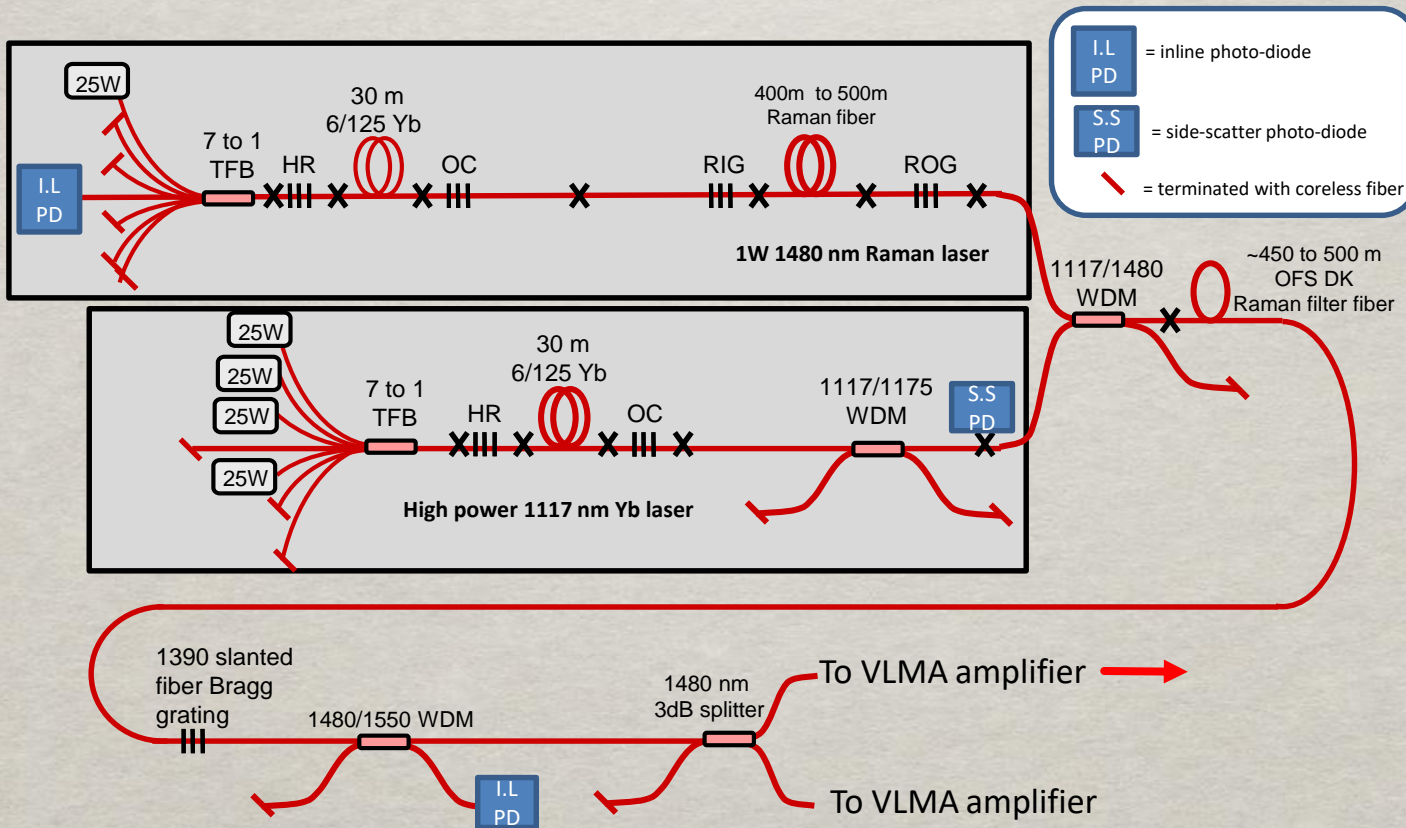 I.L
PD
= inline photo-diode
S.S
PD
= side-scatter photo-diode
= terminated with coreless fiber
25W
30 m
6/125 Yb
400m  to 500m
Raman fiber
7 to 1
TFB
HR
OC
RIG
ROG
I.L
PD
1W 1480 nm Raman laser
1117/1480
WDM
~450 to 500 m
OFS DK
Raman filter fiber
25W
25W
25W
25W
30 m
6/125 Yb
7 to 1
TFB
HR
OC
1117/1175
WDM
S.S
PD
High power 1117 nm Yb laser
1390 slanted
fiber Bragg
grating
1480/1550 WDM
I.L
PD
1480 nm
3dB splitter
To VLMA amplifier
To VLMA amplifier